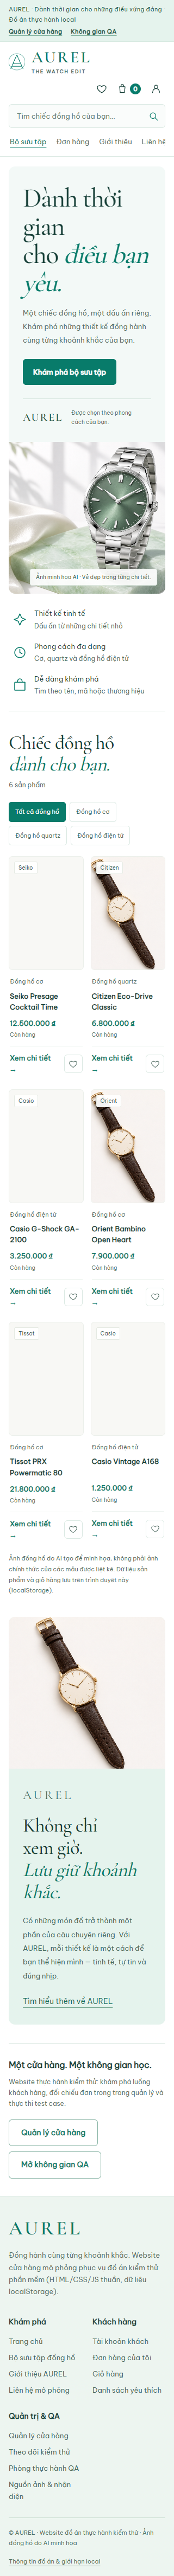 AUREL · Dành thời gian cho những điều xứng đáng ·
Đồ án thực hành local
Quản lý cửa hàng Không gian QA
AUREL
THE WATCH EDIT
0
Tìm chiếc đồng hồ của bạn...
Bộ sưu tập Đơn hàng Giới thiệu Liên hệ
Dành thời
gian
cho điều bạn
yêu.
Một chiếc đồng hồ, một dấu ấn riêng.
Khám phá những thiết kế đồng hành
cùng từng khoảnh khắc của bạn.
Khám phá bộ sưu tập
AUREL
Được chọn theo phong
cách của bạn.
Ảnh minh họa AI · Vẻ đẹp trong từng chi tiết.
Thiết kế tinh tế
Dấu ấn từ những chi tiết nhỏ
Phong cách đa dạng
Cơ, quartz và đồng hồ điện tử
Dễ dàng khám phá
Tìm theo tên, mã hoặc thương hiệu
Chiếc đồng hồ
dành cho bạn.
6 sản phẩm
Tất cả đồng hồ
Đồng hồ cơ
Đồng hồ quartz
Đồng hồ điện tử
Seiko
Đồng hồ cơ
Seiko Presage
Cocktail Time
12.500.000 ₫
Còn hàng
Xem chi tiết
→
Citizen
Đồng hồ quartz
Citizen Eco-Drive
Classic
6.800.000 ₫
Còn hàng
Xem chi tiết
→
Casio
Đồng hồ điện tử
Casio G-Shock GA-
2100
3.250.000 ₫
Còn hàng
Xem chi tiết
→
Orient
Đồng hồ cơ
Orient Bambino
Open Heart
7.900.000 ₫
Còn hàng
Xem chi tiết
→
Tissot
Đồng hồ cơ
Tissot PRX
Powermatic 80
21.800.000 ₫
Còn hàng
Xem chi tiết
→
Casio
Đồng hồ điện tử
Casio Vintage A168
1.250.000 ₫
Còn hàng
Xem chi tiết
→
Ảnh đồng hồ do AI tạo để minh họa, không phải ảnh
chính thức của các mẫu được liệt kê. Dữ liệu sản
phẩm và giỏ hàng lưu trên trình duyệt này
(localStorage).
AUREL
Không chỉ
xem giờ.
Lưu giữ khoảnh
khắc.
Có những món đồ trở thành một
phần của câu chuyện riêng. Với
AUREL, mỗi thiết kế là một cách để
bạn thể hiện mình — tinh tế, tự tin và
đúng nhịp.
Tìm hiểu thêm về AUREL
Một cửa hàng. Một không gian học.
Website thực hành kiểm thử: khám phá luồng
khách hàng, đối chiếu đơn trong trang quản lý và
thực thi test case.
Quản lý cửa hàng
Mở không gian QA
AUREL
Đồng hành cùng từng khoảnh khắc. Website
cửa hàng mô phỏng phục vụ đồ án kiểm thử
phần mềm (HTML/CSS/JS thuần, dữ liệu
localStorage).
Khám phá
Trang chủ
Bộ sưu tập đồng hồ
Giới thiệu AUREL
Liên hệ mô phỏng
Khách hàng
Tài khoản khách
Đơn hàng của tôi
Giỏ hàng
Danh sách yêu thích
Quản trị & QA
Quản lý cửa hàng
Theo dõi kiểm thử
Phòng thực hành QA
Nguồn ảnh & nhận
diện
© AUREL · Website đồ án thực hành kiểm thử · Ảnh
đồng hồ do AI minh họa
Thông tin đồ án & giới hạn local